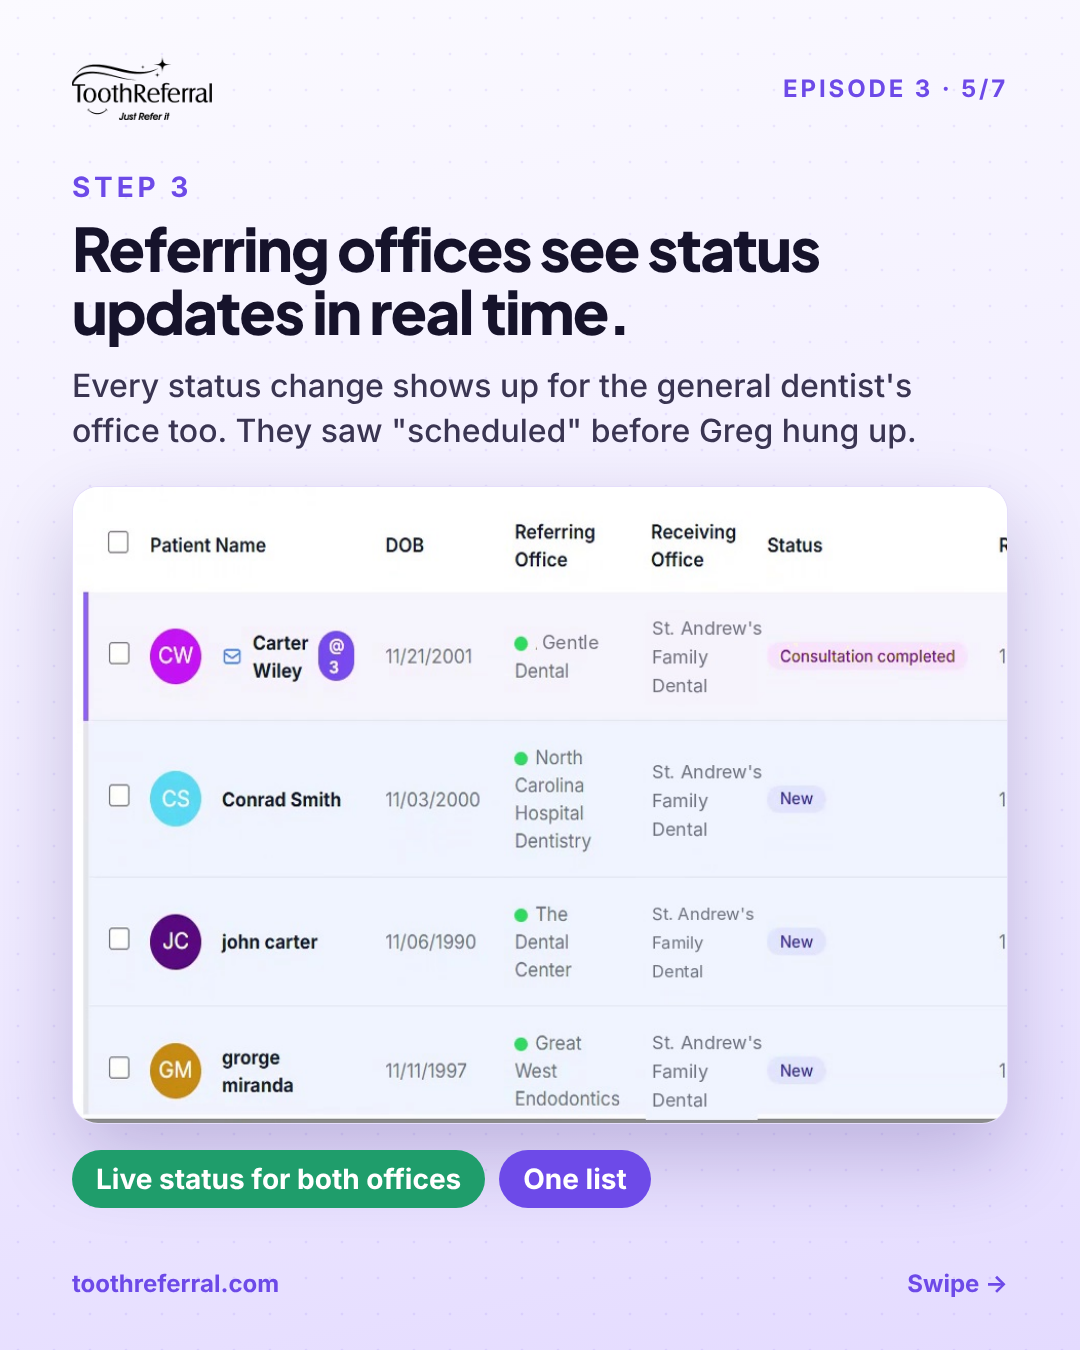 ToothReferral
Just Refer it
EPISODE 3 · 5/7
STEP 3
Referring offices see status
updates in real time.
Every status change shows up for the general dentist's
office too. They saw "scheduled" before Greg hung up.
Patient Name
DOB
Referring
Office
Receiving
Office
Status
R
CW
Carter
Wiley
@
3
11/21/2001
. Gentle
Dental
St. Andrew's
Family
Dental
Consultation completed
1
CS
Conrad Smith
11/03/2000
North
Carolina
Hospital
Dentistry
St. Andrew's
Family
Dental
New
1
JC
john carter
11/06/1990
The
Dental
Center
St. Andrew's
Family
Dental
New
1
GM
grorge
miranda
11/11/1997
Great
West
Endodontics
St. Andrew's
Family
Dental
New
1
Live status for both offices
One list
toothreferral.com
Swipe →